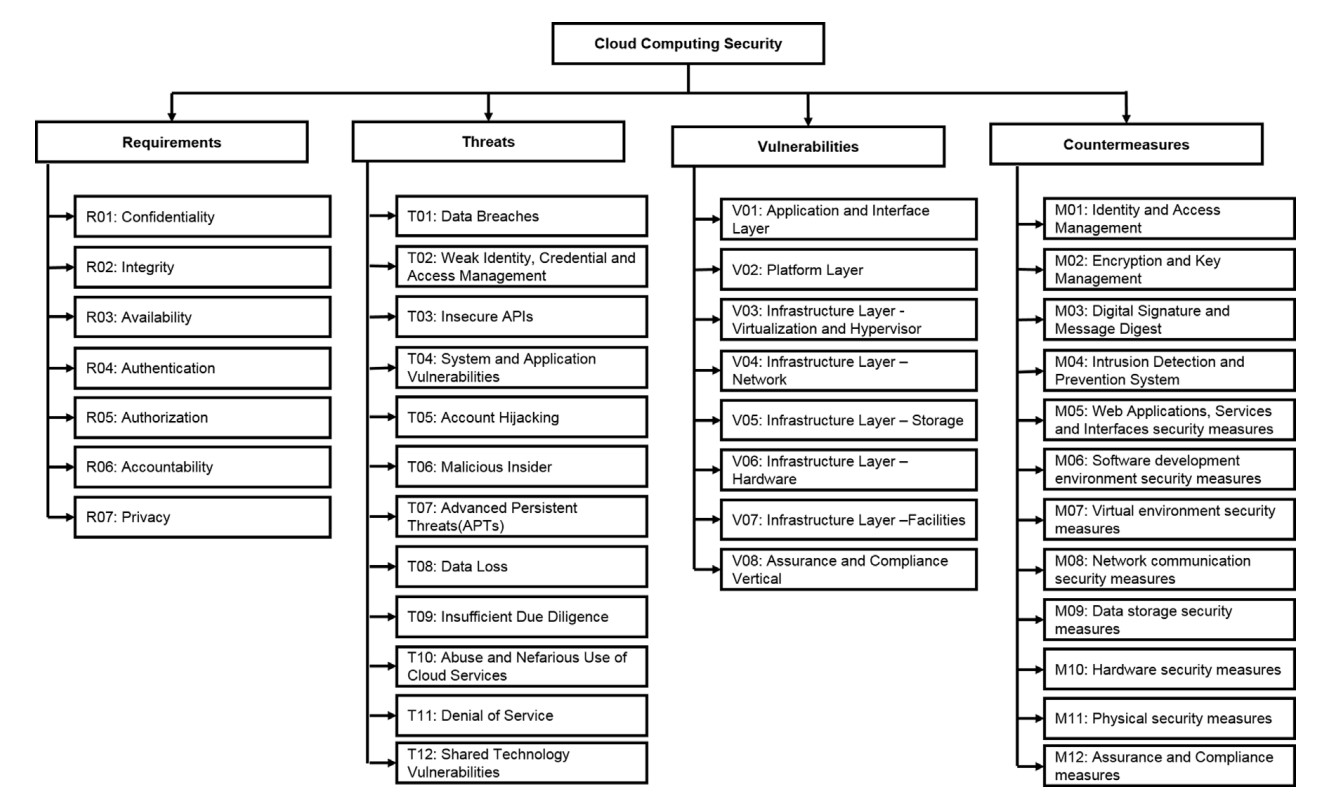 Cloud Computing Security
Requirements
R01: Confidentiality
R02: Integrity
R03: Availability
R04: Authentication
R05: Authorization
R06: Accountability
R07: Privacy
Threats
T01: Data Breaches
T02: Weak Identity, Credential and
Access Management
T03: Insecure APIs
T04: System and Application
Vulnerabilities
T05: Account Hijacking
T06: Malicious Insider
T07: Advanced Persistent
Threats(APTs)
T08: Data Loss
T09: Insufficient Due Diligence
T10: Abuse and Nefarious Use of
Cloud Services
T11: Denial of Service
T12: Shared Technology
Vulnerabilities
Vulnerabilities
V01: Application and Interface
Layer
V02: Platform Layer
V03: Infrastructure Layer -
Virtualization and Hypervisor
V04: Infrastructure Layer –
Network
V05: Infrastructure Layer – Storage
V06: Infrastructure Layer –
Hardware
V07: Infrastructure Layer –Facilities
V08: Assurance and Compliance
Vertical
Countermeasures
M01: Identity and Access
Management
M02: Encryption and Key
Management
M03: Digital Signature and
Message Digest
M04: Intrusion Detection and
Prevention System
M05: Web Applications, Services
and Interfaces security measures
M06: Software development
environment security measures
M07: Virtual environment security
measures
M08: Network communication
security measures
M09: Data storage security
measures
M10: Hardware security measures
M11: Physical security measures
M12: Assurance and Compliance
measures